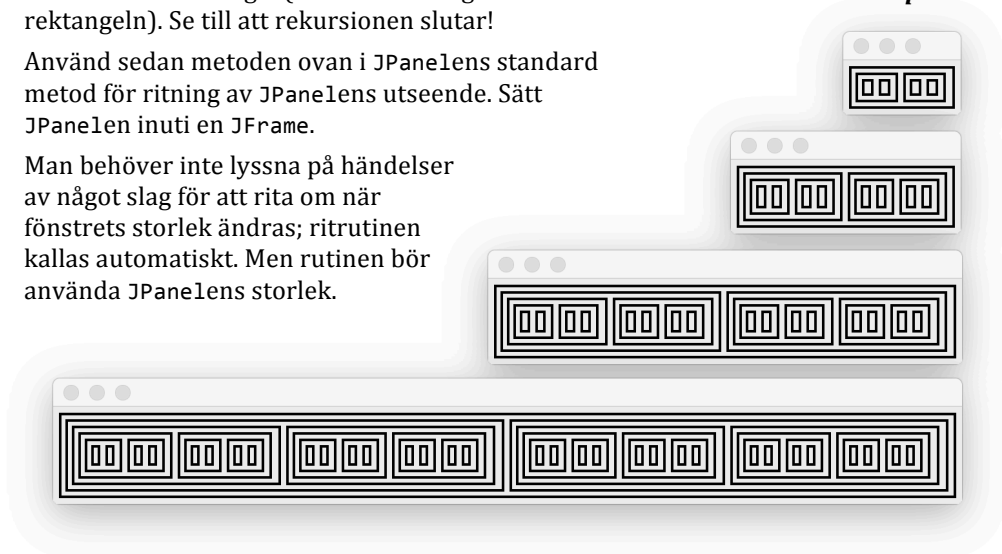 rektangeln). Se till att rekursionen slutar!
Använd sedan metoden ovan i JPanelens standard
metod för ritning av JPanelens utseende. Sätt
JPanelen inuti en JFrame.
Man behöver inte lyssna på händelser
av något slag för att rita om när
fönstrets storlek ändras; ritrutinen
kallas automatiskt. Men rutinen bör
använda JPanelens storlek.